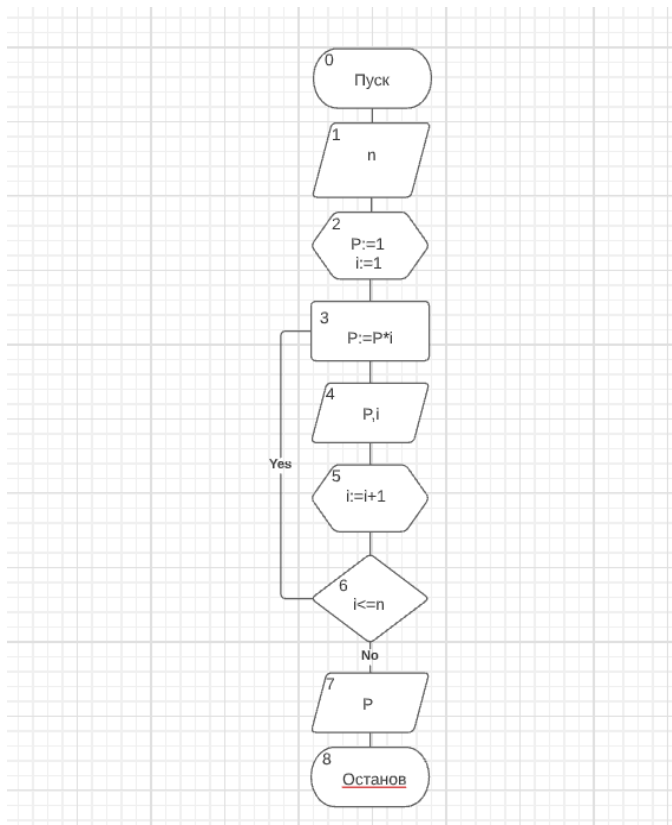 0
Пуск
1
n
2
P:=1
i:=1
3
P:=P*i
4
P,i
Yes
5
i:=i+1
6
i<=n
No
7
P
8
Останов